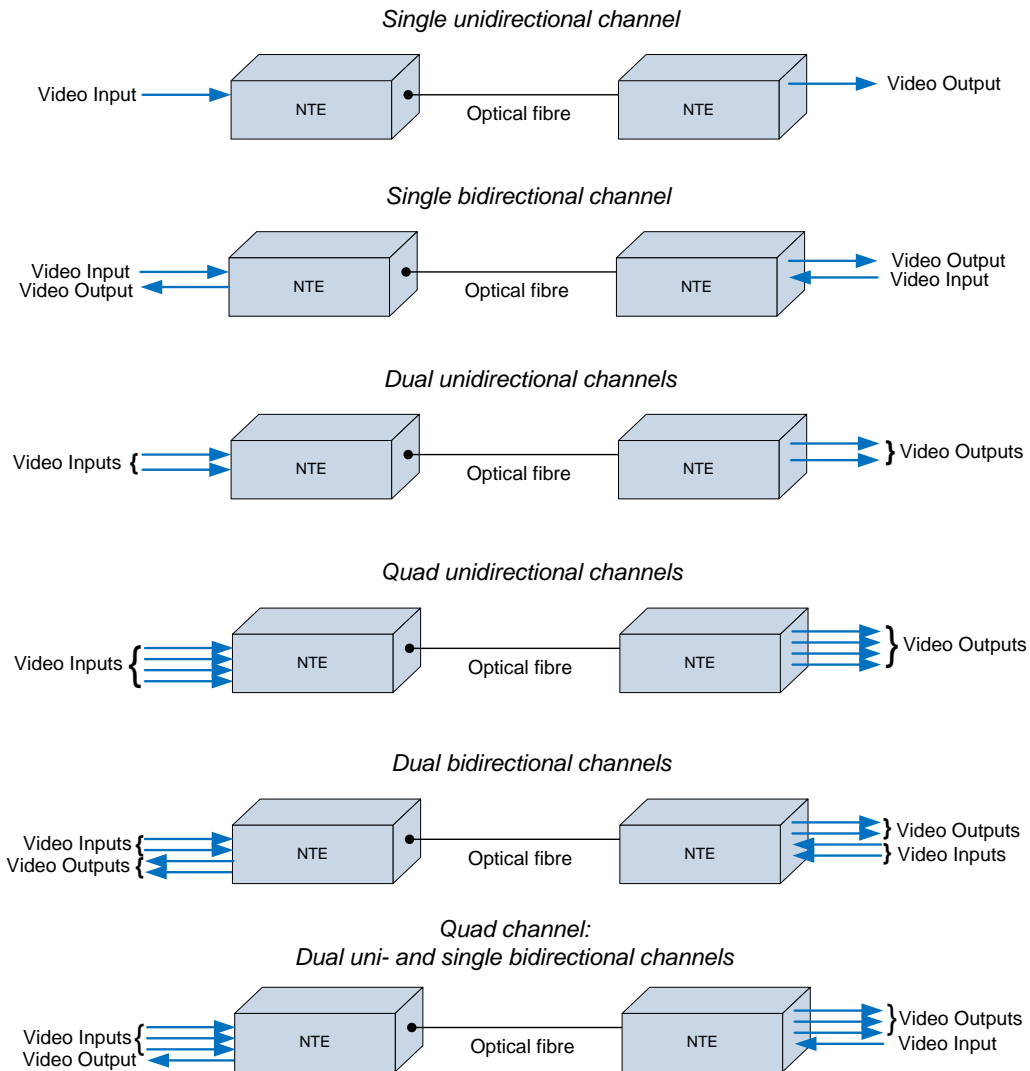 Single unidirectional channel
Video Input
NTE
Optical fibre
NTE
Video Output
Single bidirectional channel
Video Input
Video Output
NTE
Optical fibre
NTE
Video Output
Video Input
Dual unidirectional channels
Video Inputs {
NTE
Optical fibre
NTE
} Video Outputs
Quad unidirectional channels
Video Inputs {
NTE
Optical fibre
NTE
} Video Outputs
Dual bidirectional channels
Video Inputs {
Video Outputs {
NTE
Optical fibre
NTE
} Video Outputs
} Video Inputs
Quad channel:
Dual uni- and single bidirectional channels
Video Inputs {
Video Output
NTE
Optical fibre
NTE
} Video Outputs
Video Input